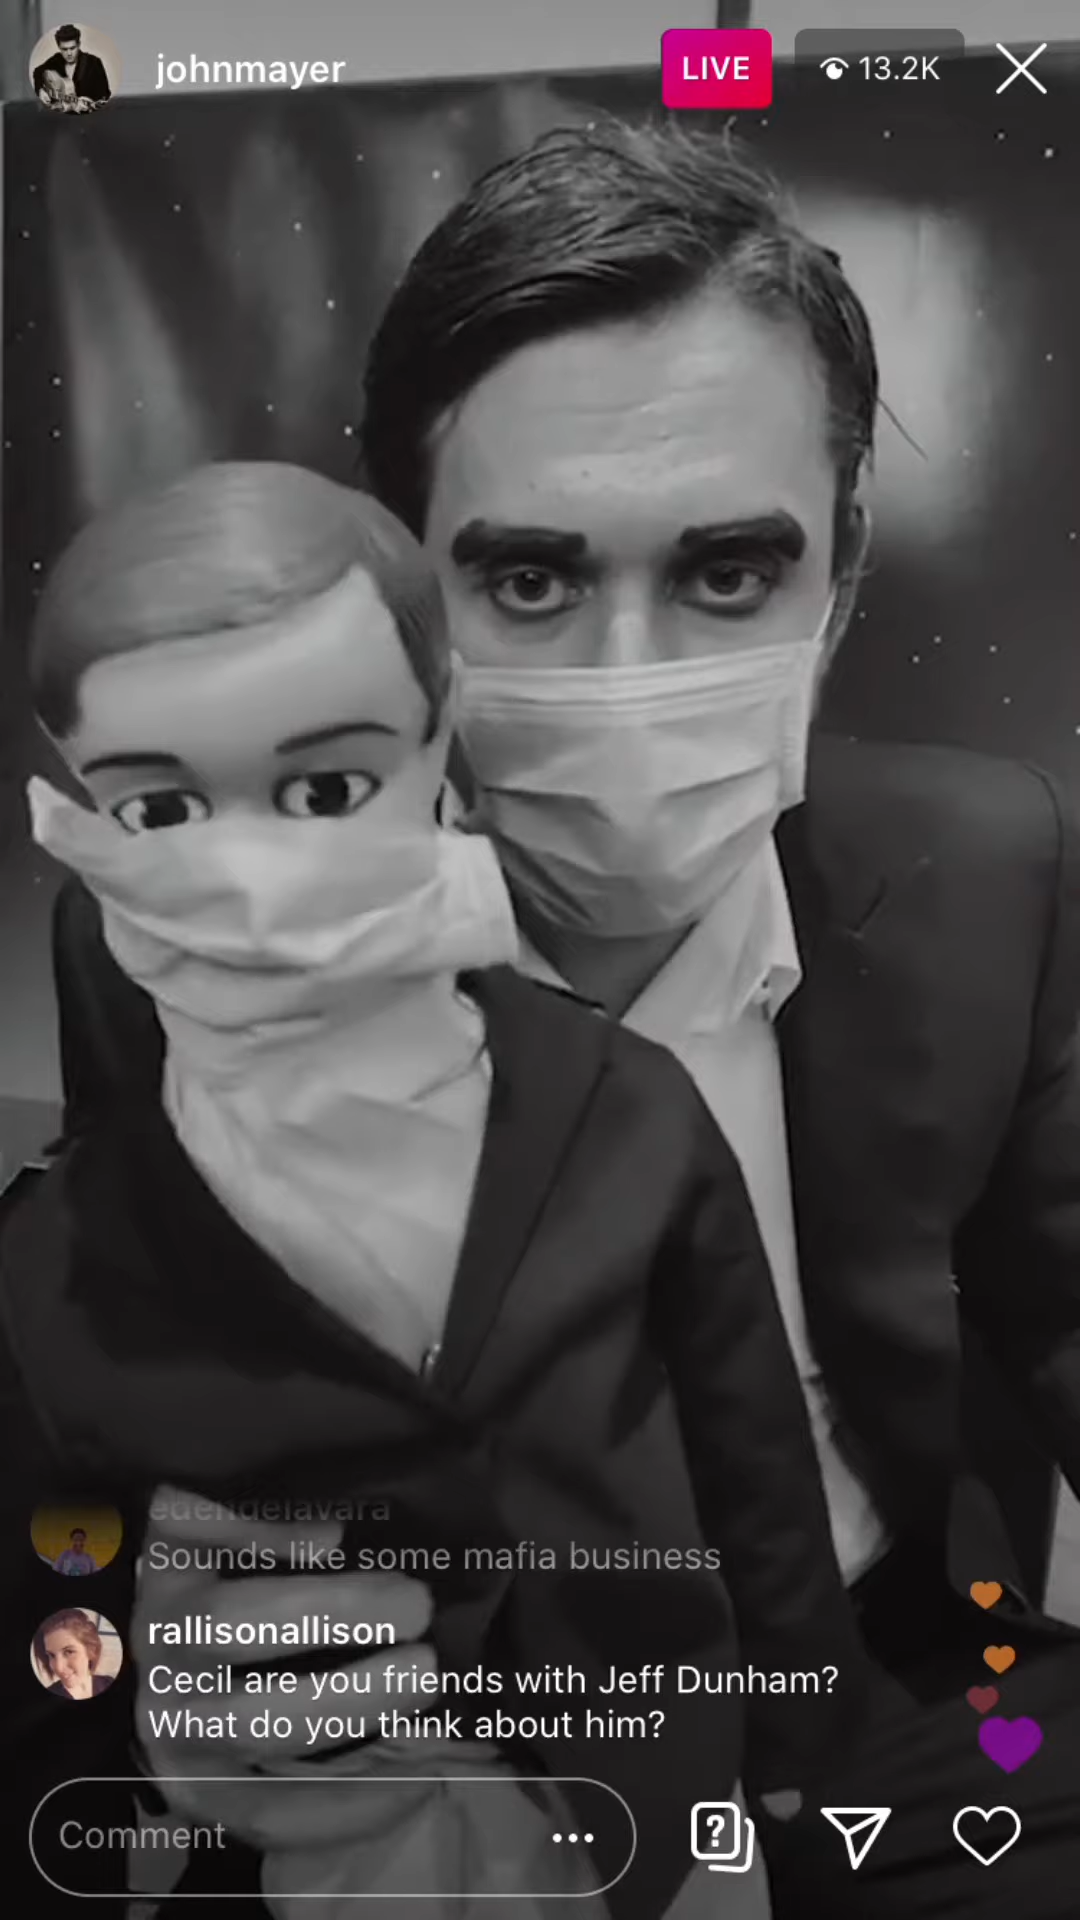 johnmayer
LIVE
13.2K
edendelavara
Sounds like some mafia business
rallisonallison
Cecil are you friends with Jeff Dunham?
What do you think about him?
Comment